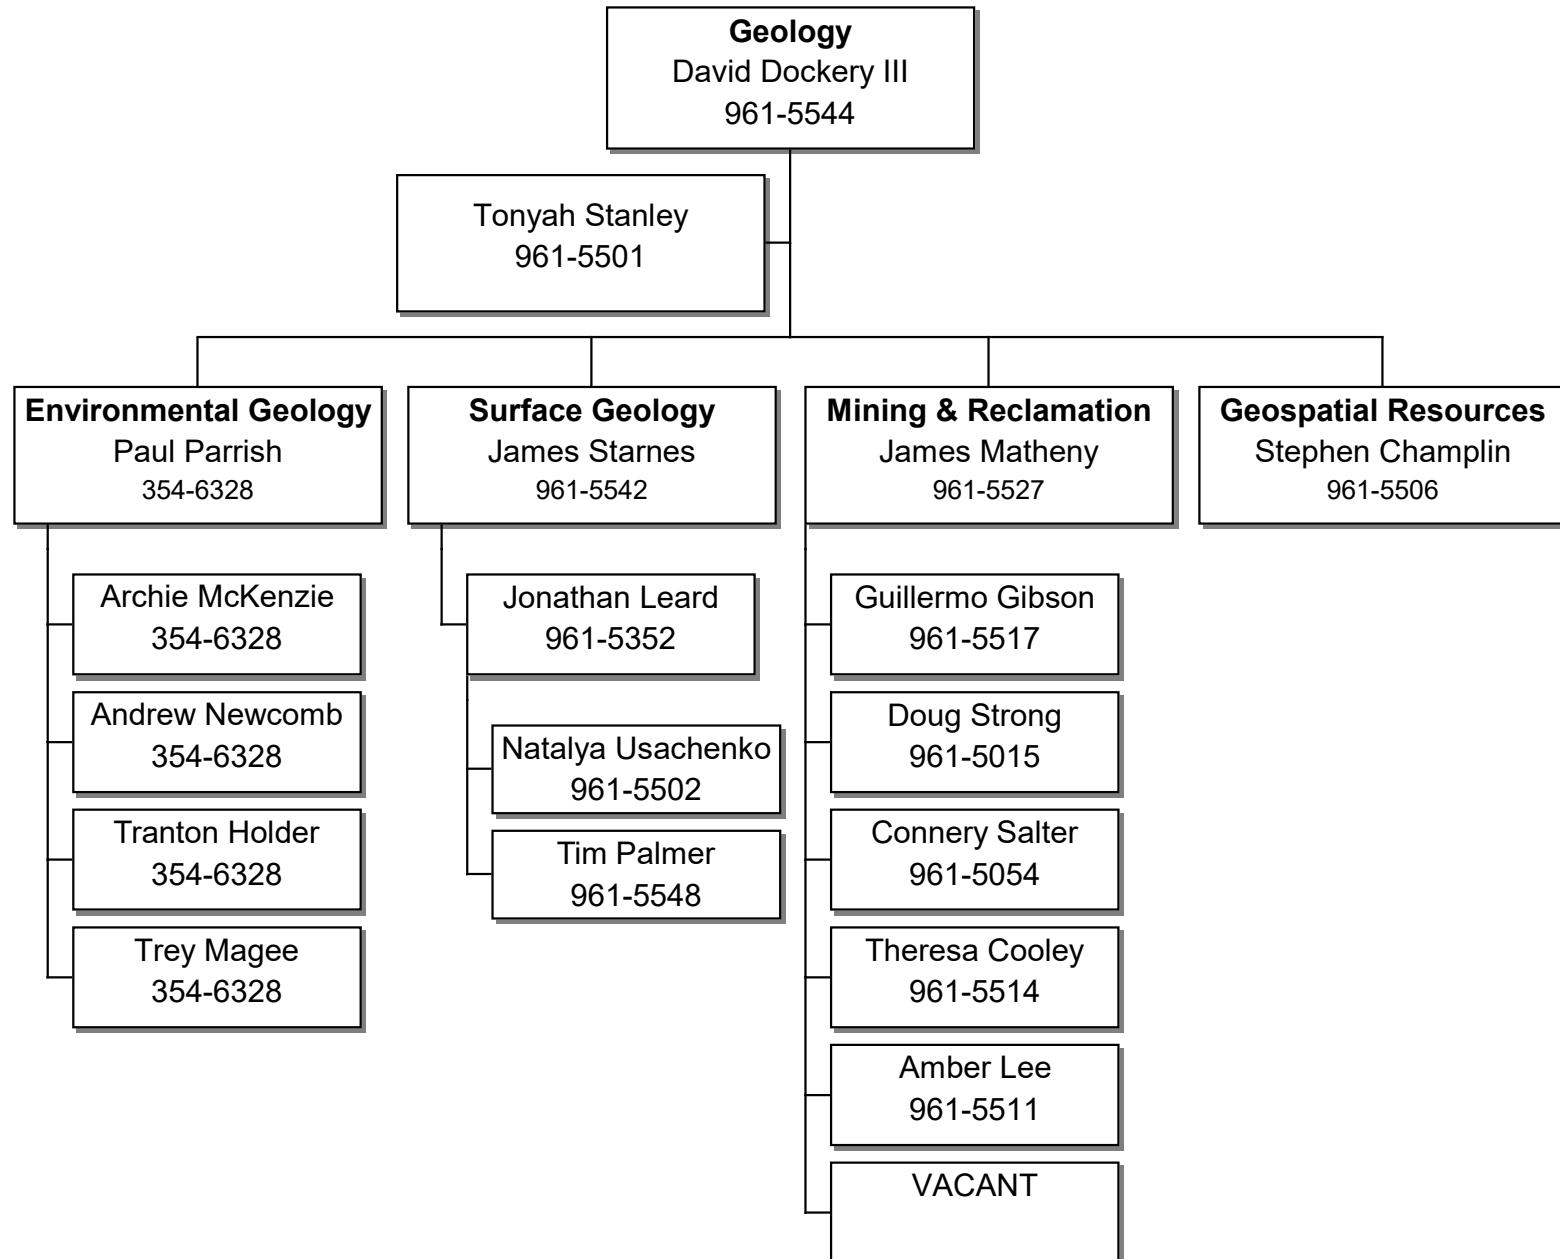 Geology
David Dockery III
961-5544
Tonyah Stanley
961-5501
Environmental Geology
Paul Parrish
354-6328
Surface Geology
James Starnes
961-5542
Mining & Reclamation
James Matheny
961-5527
Geospatial Resources
Stephen Champlin
961-5506
Archie McKenzie
354-6328
Andrew Newcomb
354-6328
Tranton Holder
354-6328
Trey Magee
354-6328
Jonathan Leard
961-5352
Natalya Usachenko
961-5502
Tim Palmer
961-5548
Guillermo Gibson
961-5517
Doug Strong
961-5015
Connery Salter
961-5054
Theresa Cooley
961-5514
Amber Lee
961-5511
VACANT